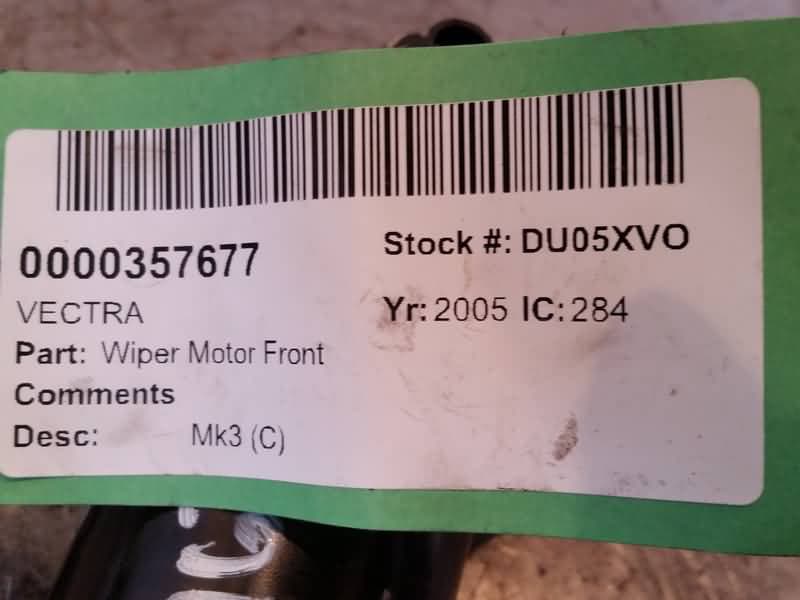 0000357677
Stock #: DU05XVO
VECTRA
Yr: 2005 IC: 284
Part: Wiper Motor Front
Comments
Desc: Mk3 (C)